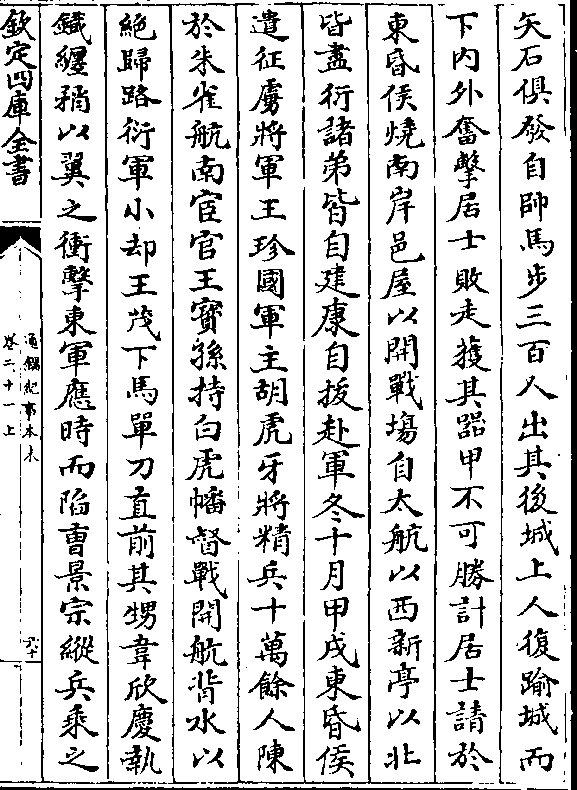 矢石俱發自帥馬步三百人出其後城上人復踰城而
下内外奮擊居士敗走獲其器甲不可勝計居士請於
東昏侯燒南岸邑屋以開戰塲自大航以西新亭以北
皆盡衍諸弟皆自建康自拔赴軍冬十月甲戌東昏侯
遣征虜將軍王珍國軍主胡虎牙將精兵十萬餘人陳
於朱雀航南宦官王寳孫持白虎幡督戰開航背水以
絶歸路衍軍小却王茂下馬單刀直前其甥韋欣慶執
鐵纒矟以翼之衝擊東軍應時而陷曹景宗縱兵乗之
欽定四庫全書
通鑑紀事本末
卷二十一上